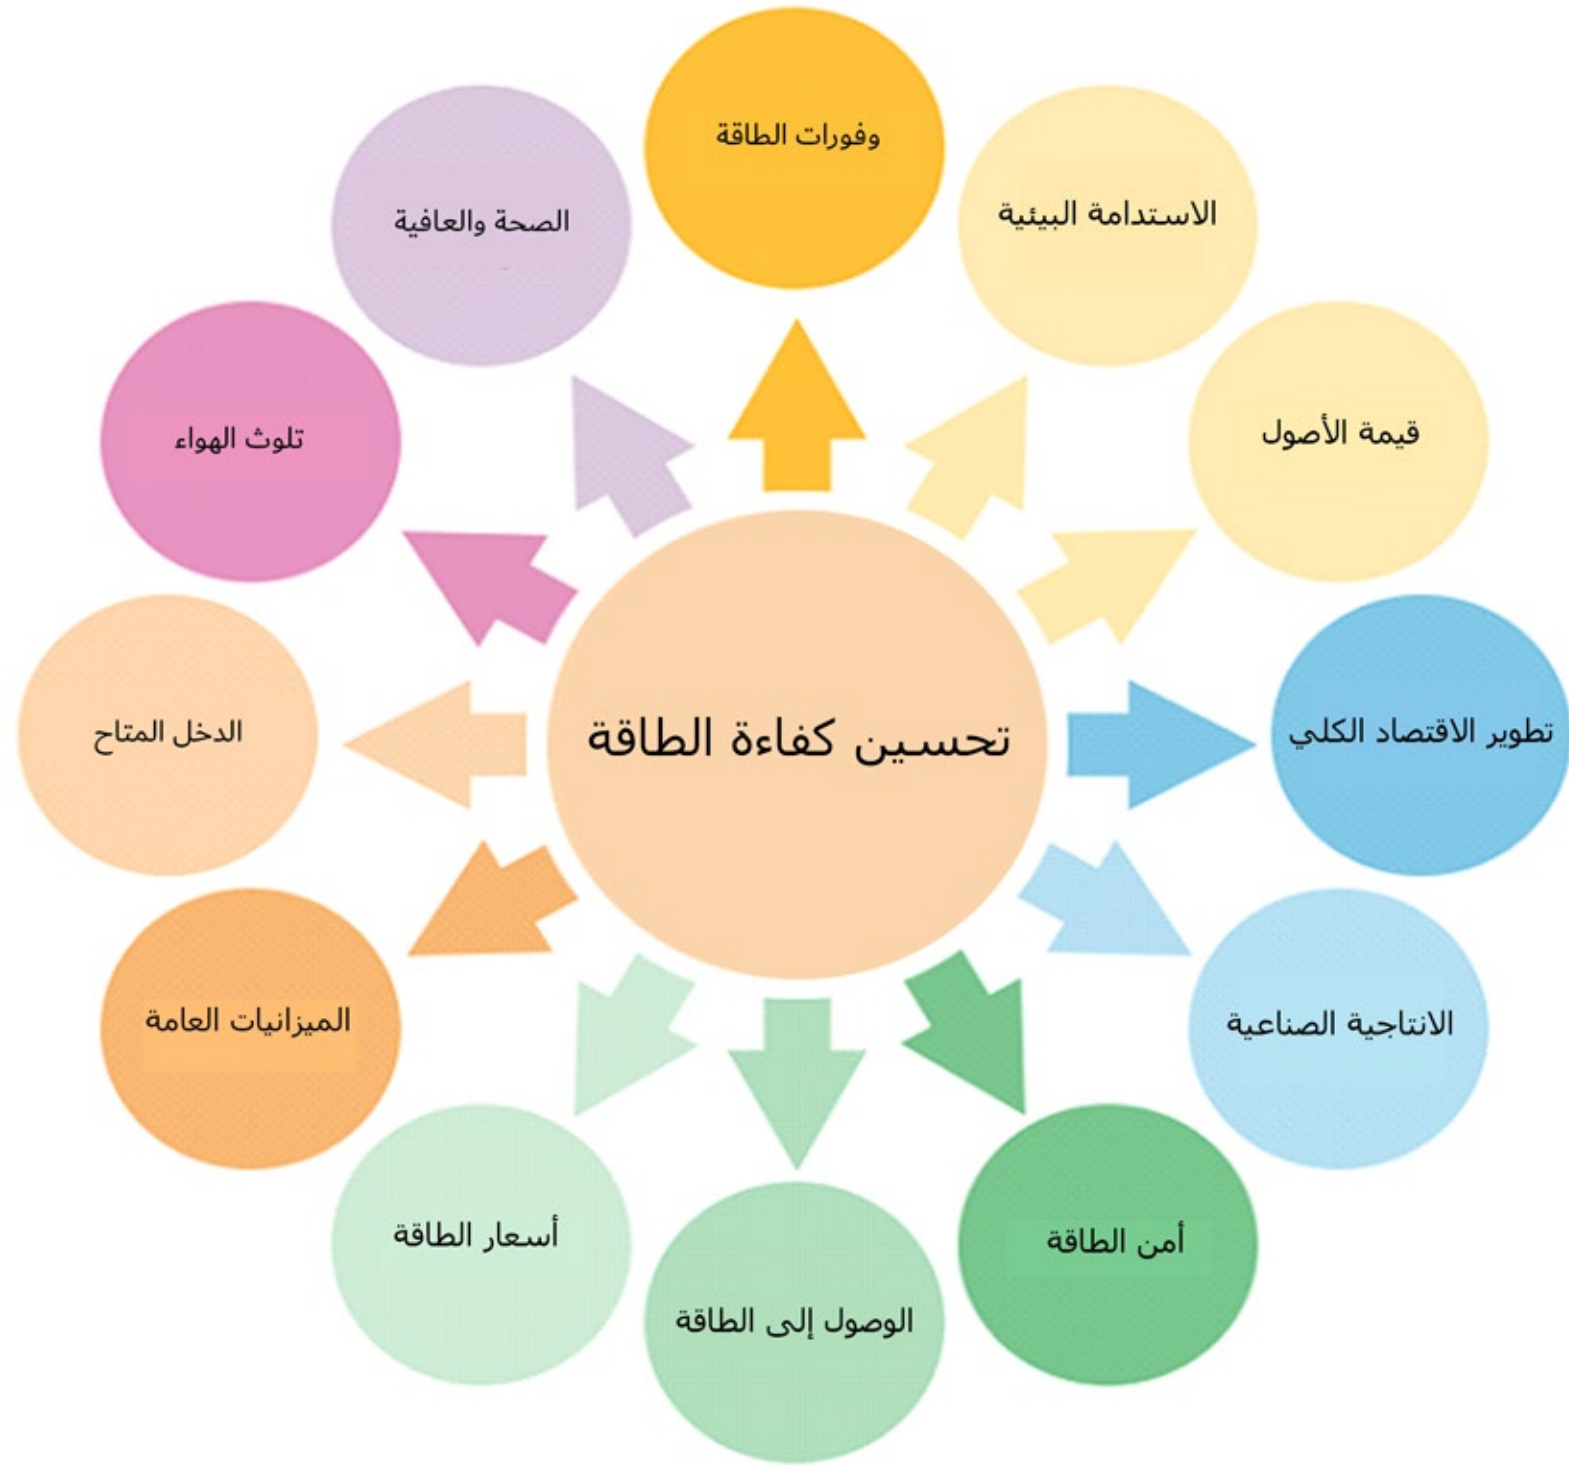 وفورات الطاقة
الاستدامة البيئية
قيمة الأصول
تطوير الاقتصاد الكلي
الانتاجية الصناعية
أمن الطاقة
الوصول إلى الطاقة
أسعار الطاقة
الميزانيات العامة
الدخل المتاح
تلوث الهواء
الصحة والعافية
تحسين كفاءة الطاقة